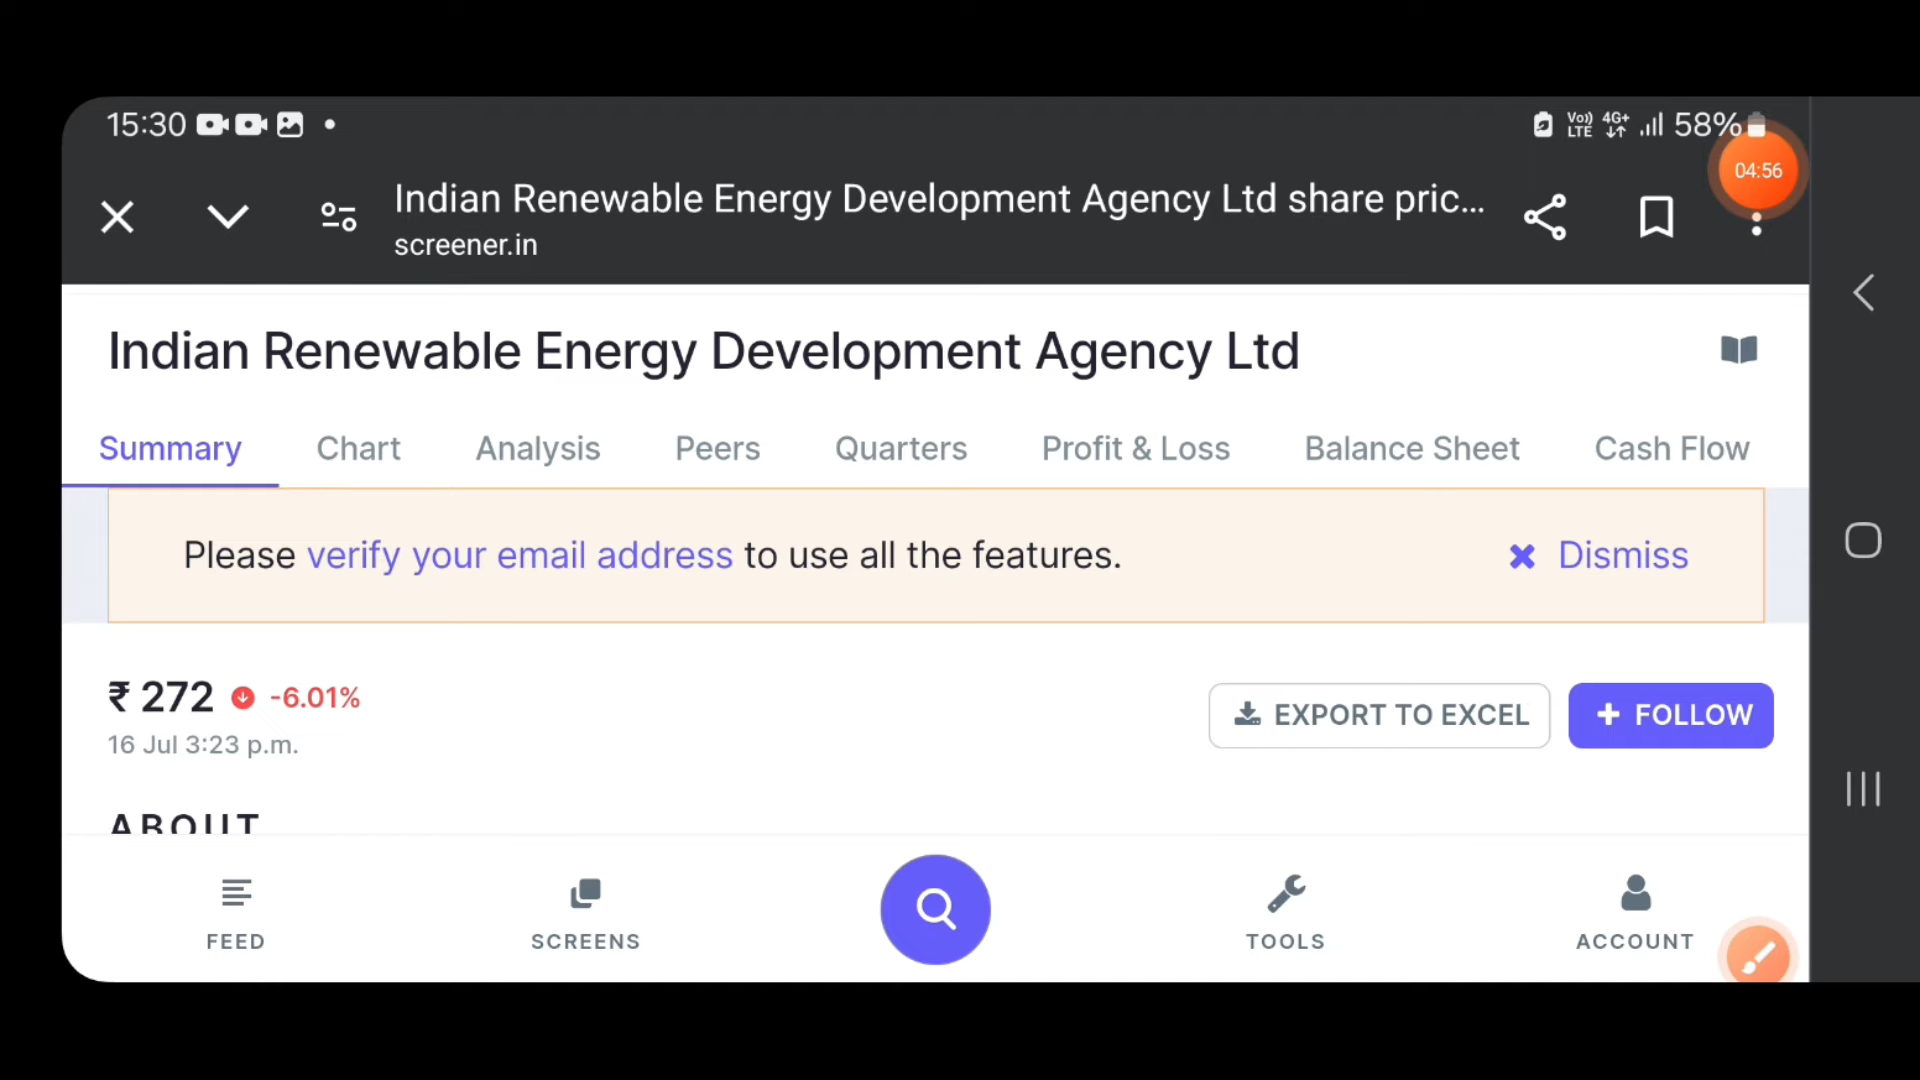 15:30
Vo)) LTE 4G+ 58%
04:56
Indian Renewable Energy Development Agency Ltd share pric...
screener.in
Indian Renewable Energy Development Agency Ltd
Summary Chart Analysis Peers Quarters Profit & Loss Balance Sheet Cash Flow
Please verify your email address to use all the features. Dismiss
₹ 272 -6.01%
16 Jul 3:23 p.m.
EXPORT TO EXCEL + FOLLOW
ABOUT
FEED SCREENS TOOLS ACCOUNT